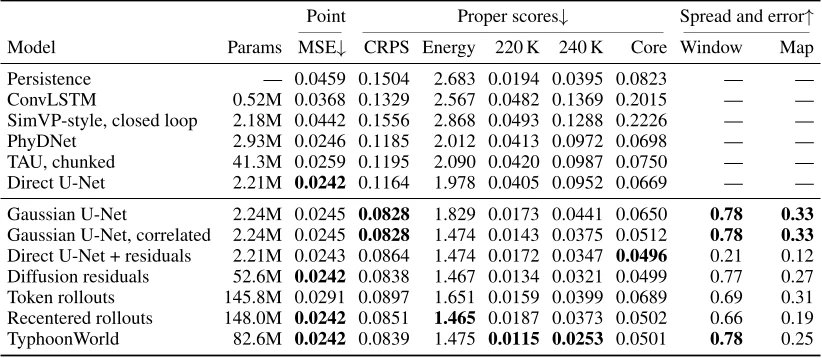 Point Proper scores↓ Spread and error↑
Model Params MSE↓ CRPS Energy 220 K 240 K Core Window Map
Persistence — 0.0459 0.1504 2.683 0.0194 0.0395 0.0823 — —
ConvLSTM 0.52M 0.0368 0.1329 2.567 0.0482 0.1369 0.2015 — —
SimVP-style, closed loop 2.18M 0.0442 0.1556 2.868 0.0493 0.1288 0.2226 — —
PhyDNet 2.93M 0.0246 0.1185 2.012 0.0413 0.0972 0.0698 — —
TAU, chunked 41.3M 0.0259 0.1195 2.090 0.0420 0.0987 0.0750 — —
Direct U-Net 2.21M 0.0242 0.1164 1.978 0.0405 0.0952 0.0669 — —
Gaussian U-Net 2.24M 0.0245 0.0828 1.829 0.0173 0.0441 0.0650 0.78 0.33
Gaussian U-Net, correlated 2.24M 0.0245 0.0828 1.474 0.0143 0.0375 0.0512 0.78 0.33
Direct U-Net + residuals 2.21M 0.0243 0.0864 1.474 0.0172 0.0347 0.0496 0.21 0.12
Diffusion residuals 52.6M 0.0242 0.0838 1.467 0.0134 0.0321 0.0499 0.77 0.27
Token rollouts 145.8M 0.0291 0.0897 1.651 0.0159 0.0399 0.0689 0.69 0.31
Recentered rollouts 148.0M 0.0242 0.0851 1.465 0.0187 0.0373 0.0502 0.66 0.19
TyphoonWorld 82.6M 0.0242 0.0839 1.475 0.0115 0.0253 0.0501 0.78 0.25